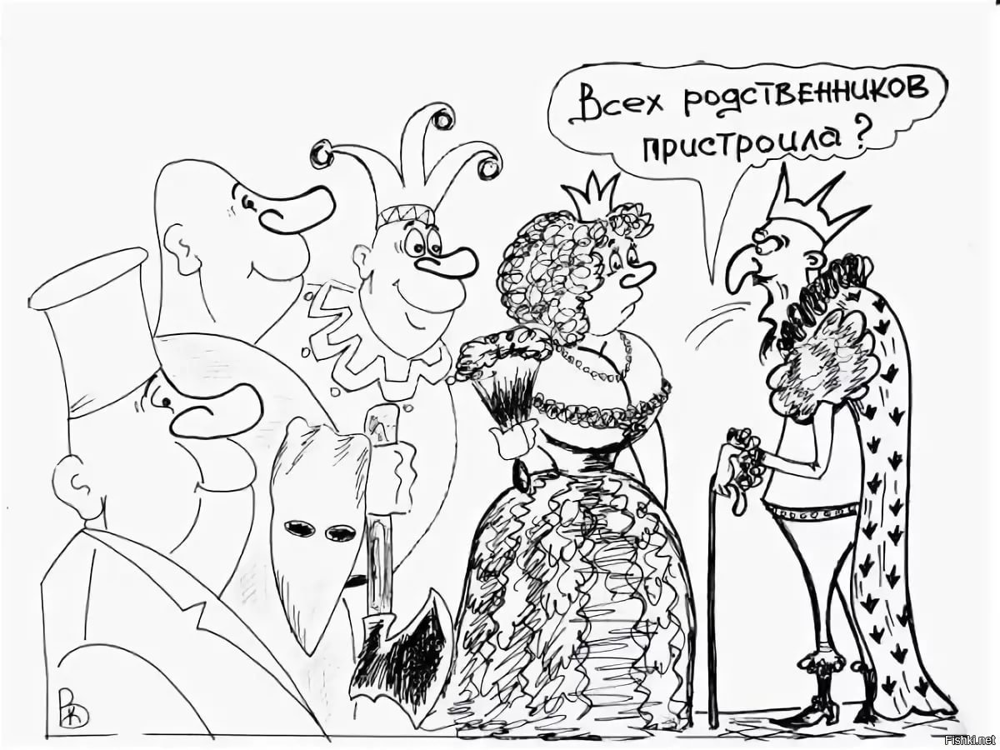 Всех родственников
пристроила?
Fishki.net